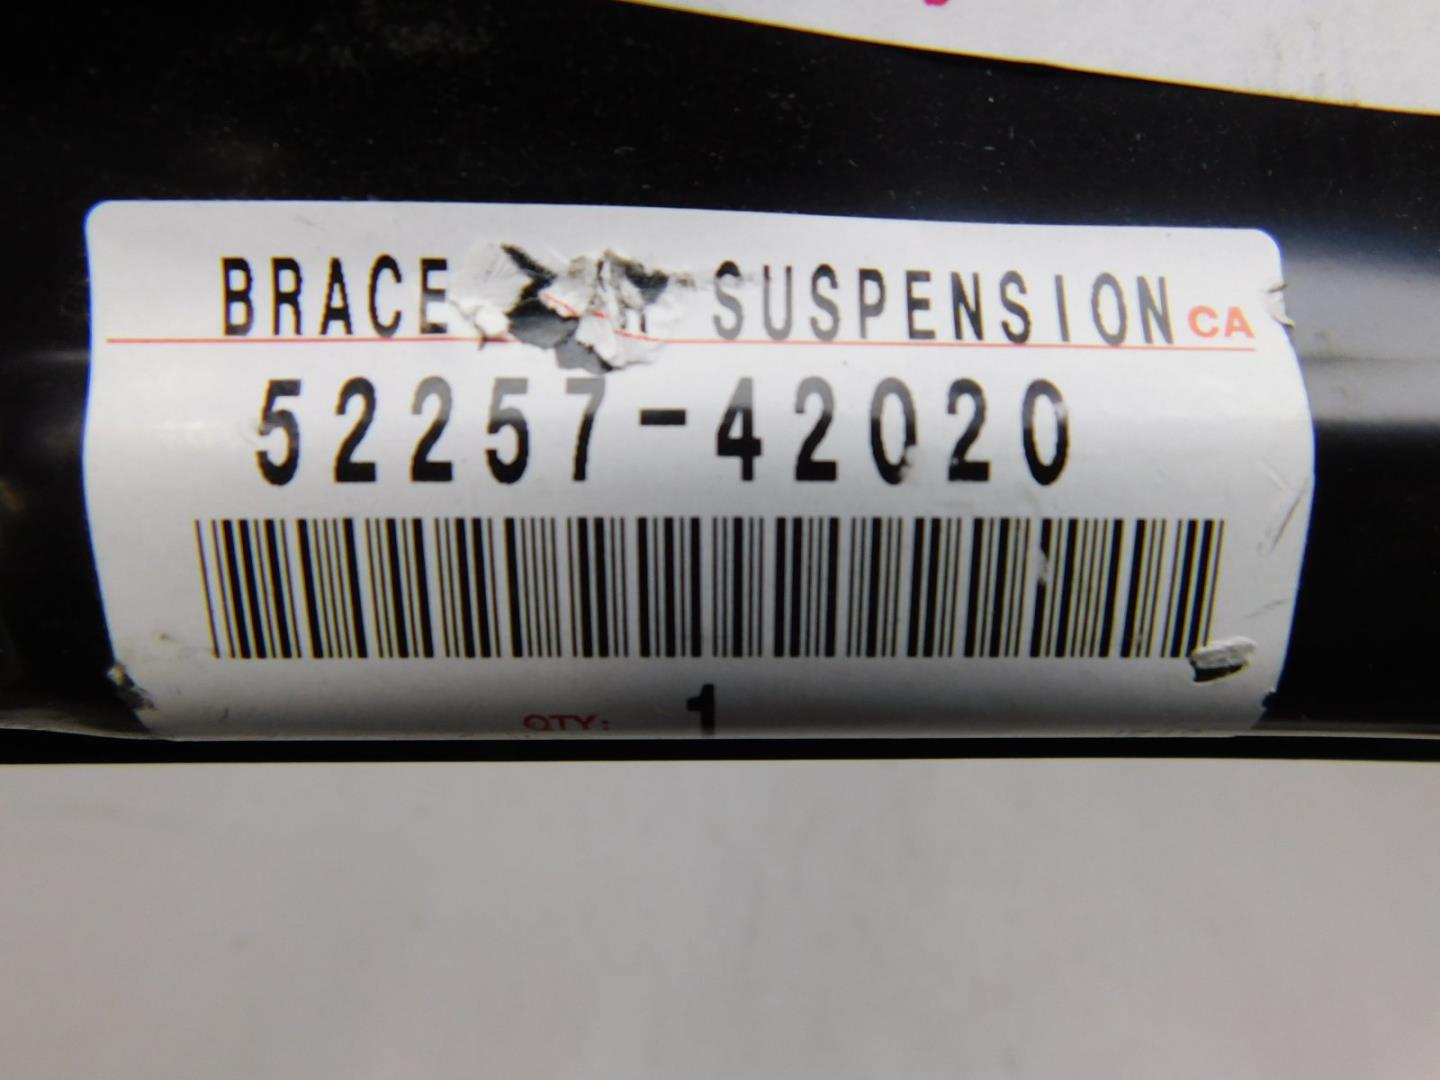 BRACE SUSPENSION CA
52257-42020
QTY: 1